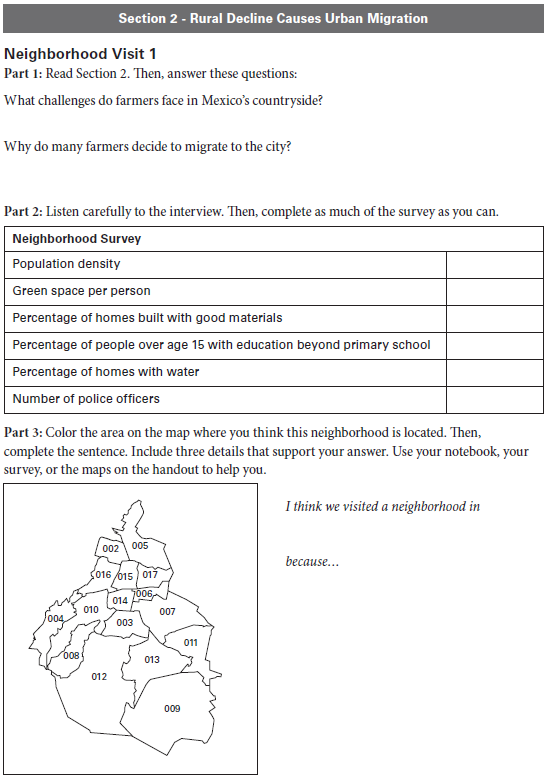 Section 2 - Rural Decline Causes Urban Migration
Neighborhood Visit 1
Part 1: Read Section 2. Then, answer these questions:
What challenges do farmers face in Mexico’s countryside?
Why do many farmers decide to migrate to the city?
Part 2: Listen carefully to the interview. Then, complete as much of the survey as you can.
Neighborhood Survey
Population density
Green space per person
Percentage of homes built with good materials
Percentage of people over age 15 with education beyond primary school
Percentage of homes with water
Number of police officers
Part 3: Color the area on the map where you think this neighborhood is located. Then,
complete the sentence. Include three details that support your answer. Use your notebook, your
survey, or the maps on the handout to help you.
I think we visited a neighborhood in
because…
002 005
016 015 017
014 006
004 010 003 007
011
008 013
012
009